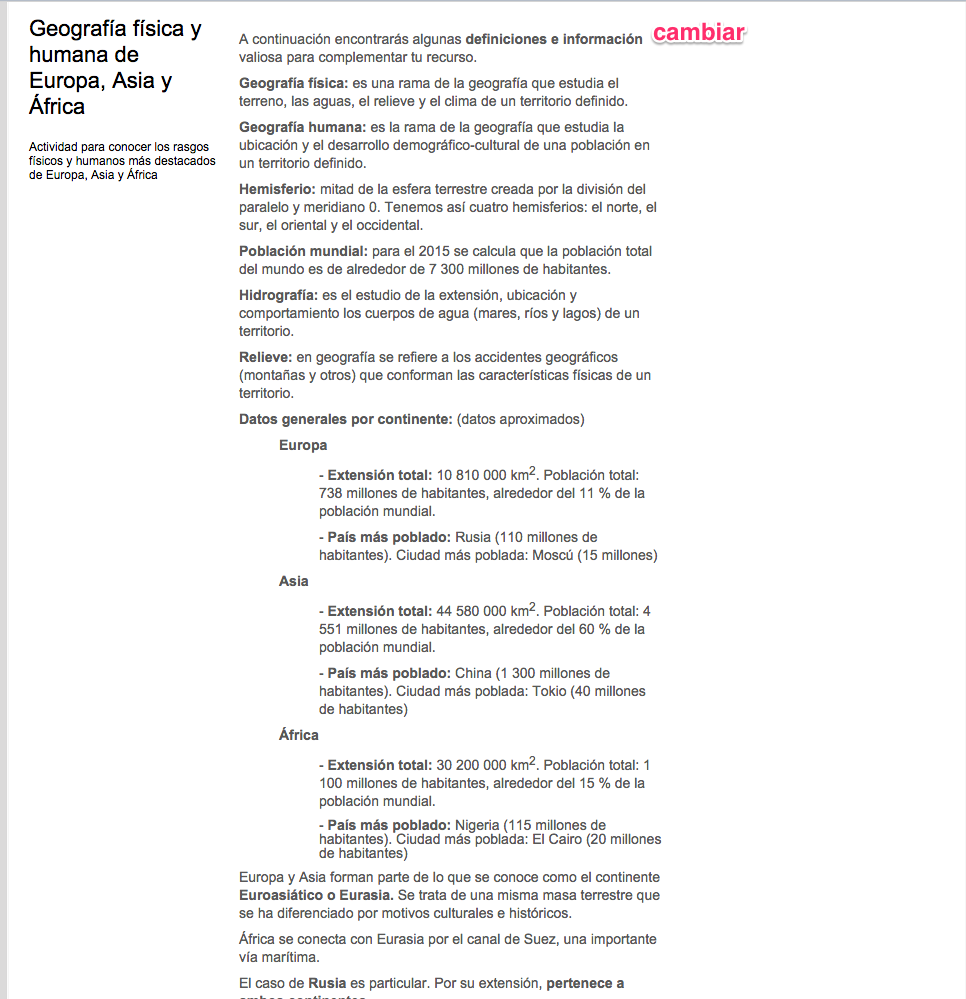 Geografía física y
humana de
Europa, Asia y
África
Actividad para conocer los rasgos
físicos y humanos más destacados
de Europa, Asia y África
cambiar
A continuación encontrarás algunas definiciones e información
valiosa para complementar tu recurso.
Geografía física: es una rama de la geografía que estudia el
terreno, las aguas, el relieve y el clima de un territorio definido.
Geografía humana: es la rama de la geografía que estudia la
ubicación y el desarrollo demográfico-cultural de una población en
un territorio definido.
Hemisferio: mitad de la esfera terrestre creada por la división del
paralelo y meridiano 0. Tenemos así cuatro hemisferios: el norte, el
sur, el oriental y el occidental.
Población mundial: para el 2015 se calcula que la población total
del mundo es de alrededor de 7 300 millones de habitantes.
Hidrografía: es el estudio de la extensión, ubicación y
comportamiento los cuerpos de agua (mares, ríos y lagos) de un
territorio.
Relieve: en geografía se refiere a los accidentes geográficos
(montañas y otros) que conforman las características físicas de un
territorio.
Datos generales por continente: (datos aproximados)
Europa
- Extensión total: 10 810 000 km². Población total:
738 millones de habitantes, alrededor del 11 % de la
población mundial.
- País más poblado: Rusia (110 millones de
habitantes). Ciudad más poblada: Moscú (15 millones)
Asia
- Extensión total: 44 580 000 km². Población total: 4
551 millones de habitantes, alrededor del 60 % de la
población mundial.
- País más poblado: China (1 300 millones de
habitantes). Ciudad más poblada: Tokio (40 millones
de habitantes)
África
- Extensión total: 30 200 000 km². Población total: 1
100 millones de habitantes, alrededor del 15 % de la
población mundial.
- País más poblado: Nigeria (115 millones de
habitantes). Ciudad más poblada: El Cairo (20 millones
de habitantes)
Europa y Asia forman parte de lo que se conoce como el continente
Euroasiático o Eurasia. Se trata de una misma masa terrestre que
se ha diferenciado por motivos culturales e históricos.
África se conecta con Eurasia por el canal de Suez, una importante
vía marítima.
El caso de Rusia es particular. Por su extensión, pertenece a
ambos continentes